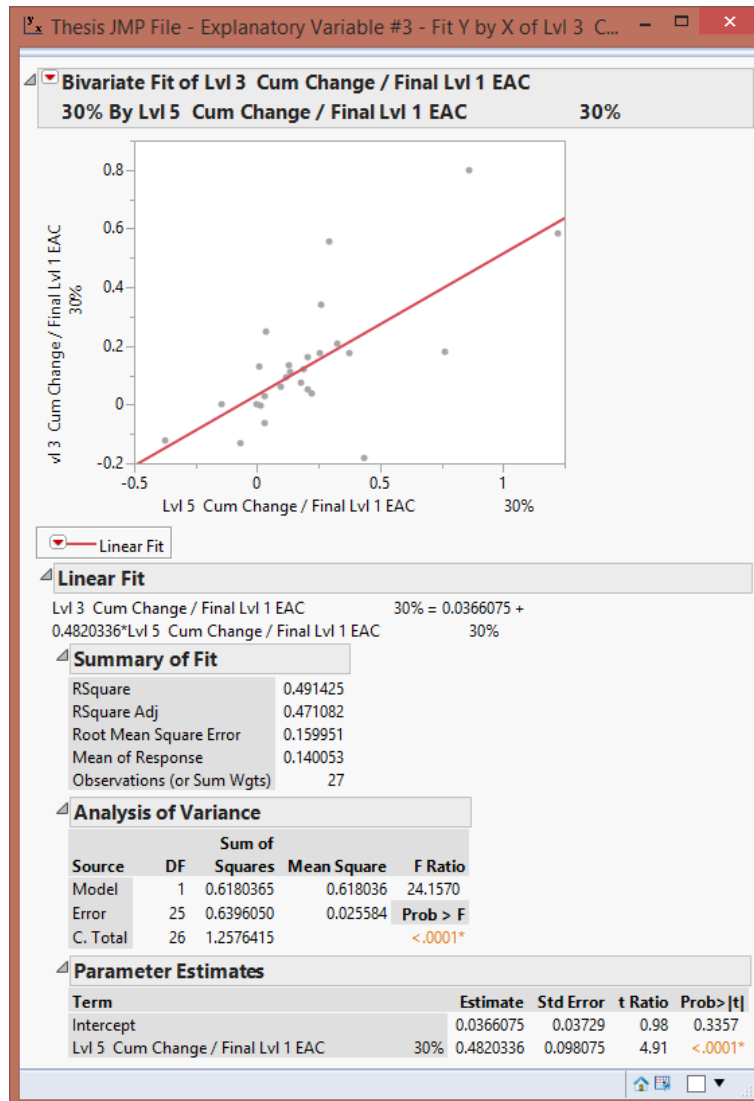 Thesis JMP File - Explanatory Variable #3 - Fit Y by X of Lvl 3 C...
Bivariate Fit of Lvl 3 Cum Change / Final Lvl 1 EAC
30% By Lvl 5 Cum Change / Final Lvl 1 EAC 30%
0.8
0.6
0.4
0.2
0
-0.2
vl 3 Cum Change / Final Lvl 1 EAC
30%
-0.5 0 0.5 1
Lvl 5 Cum Change / Final Lvl 1 EAC 30%
Linear Fit
Linear Fit
Lvl 3 Cum Change / Final Lvl 1 EAC 30% = 0.0366075 +
0.4820336*Lvl 5 Cum Change / Final Lvl 1 EAC 30%
Summary of Fit
RSquare 0.491425
RSquare Adj 0.471082
Root Mean Square Error 0.159951
Mean of Response 0.140053
Observations (or Sum Wgts) 27
Analysis of Variance
Sum of
Source DF Squares Mean Square F Ratio
Model 1 0.6180365 0.618036 24.1570
Error 25 0.6396050 0.025584 Prob > F
C. Total 26 1.2576415 <.0001*
Parameter Estimates
Term Estimate Std Error t Ratio Prob>|t|
Intercept 0.0366075 0.03729 0.98 0.3357
Lvl 5 Cum Change / Final Lvl 1 EAC 30% 0.4820336 0.098075 4.91 <.0001*